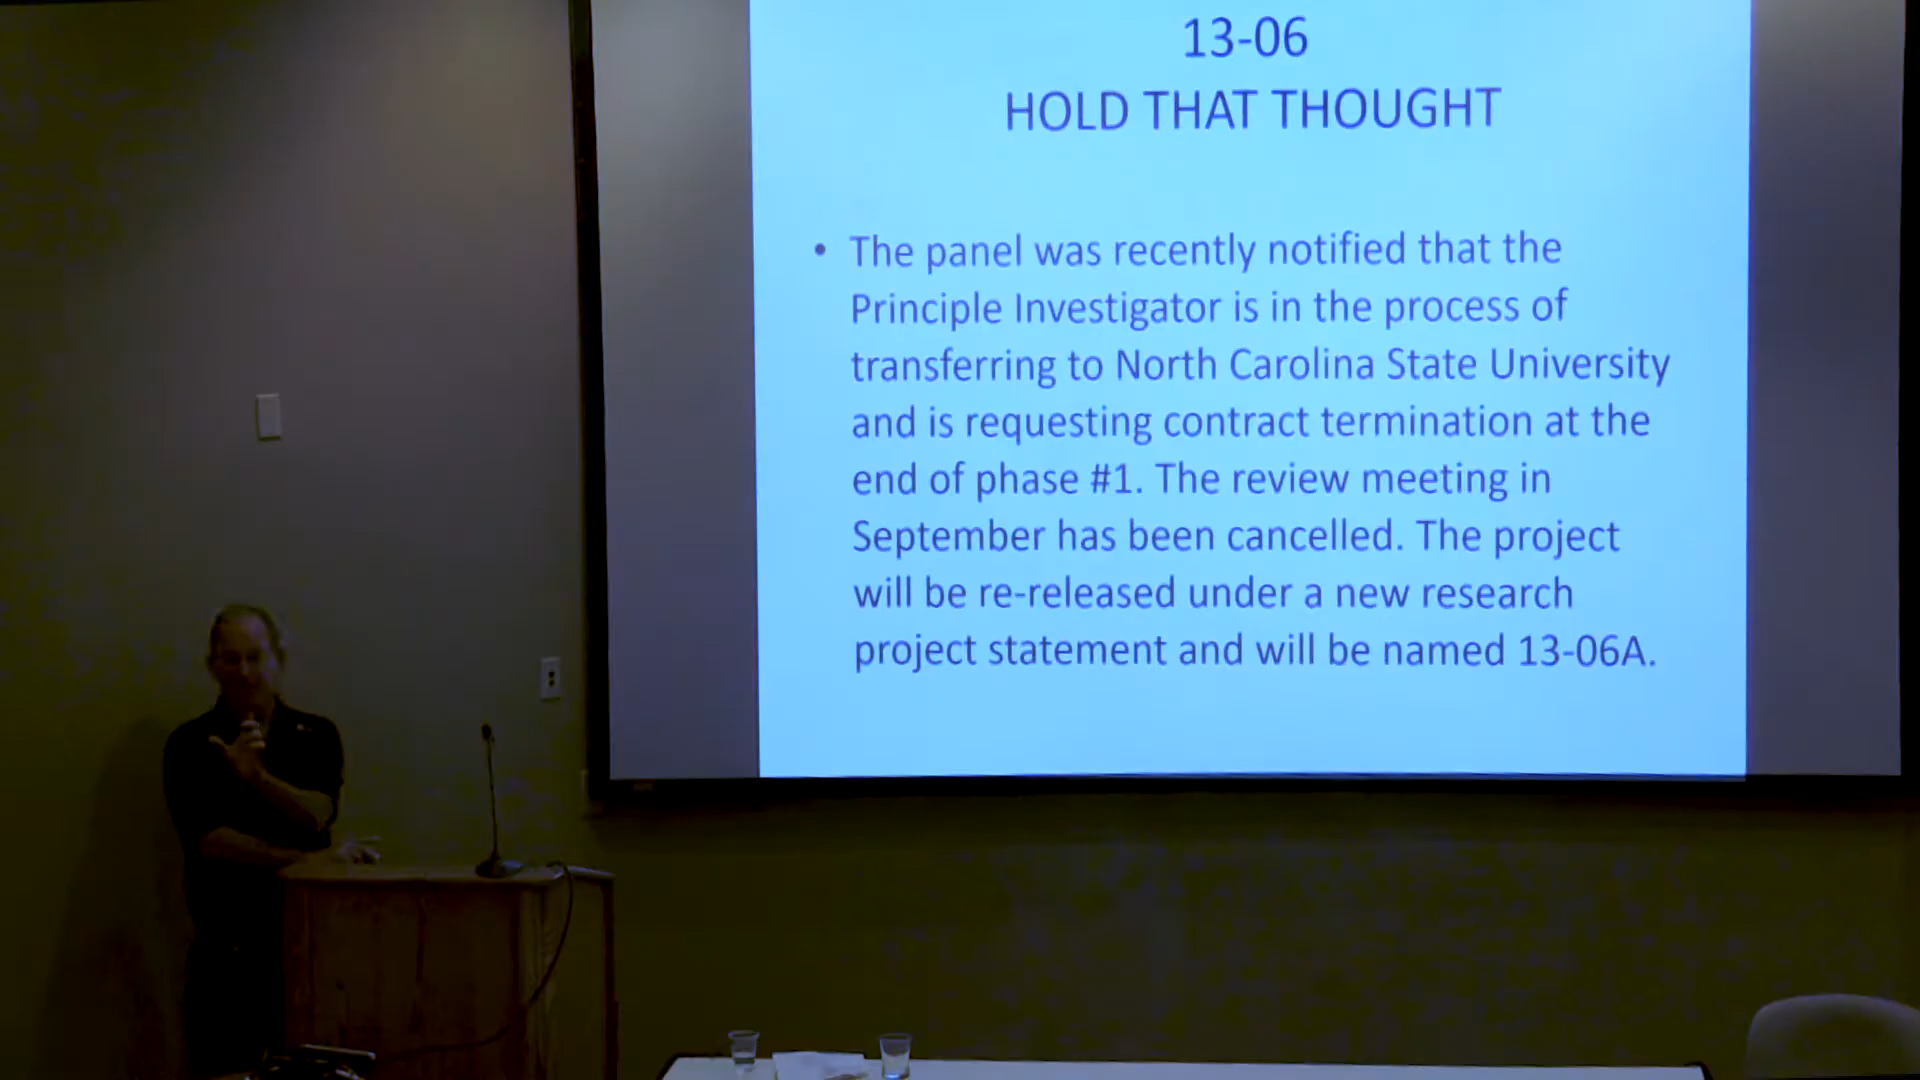 13-06
HOLD THAT THOUGHT
• The panel was recently notified that the
Principle Investigator is in the process of
transferring to North Carolina State University
and is requesting contract termination at the
end of phase #1. The review meeting in
September has been cancelled. The project
will be re-released under a new research
project statement and will be named 13-06A.